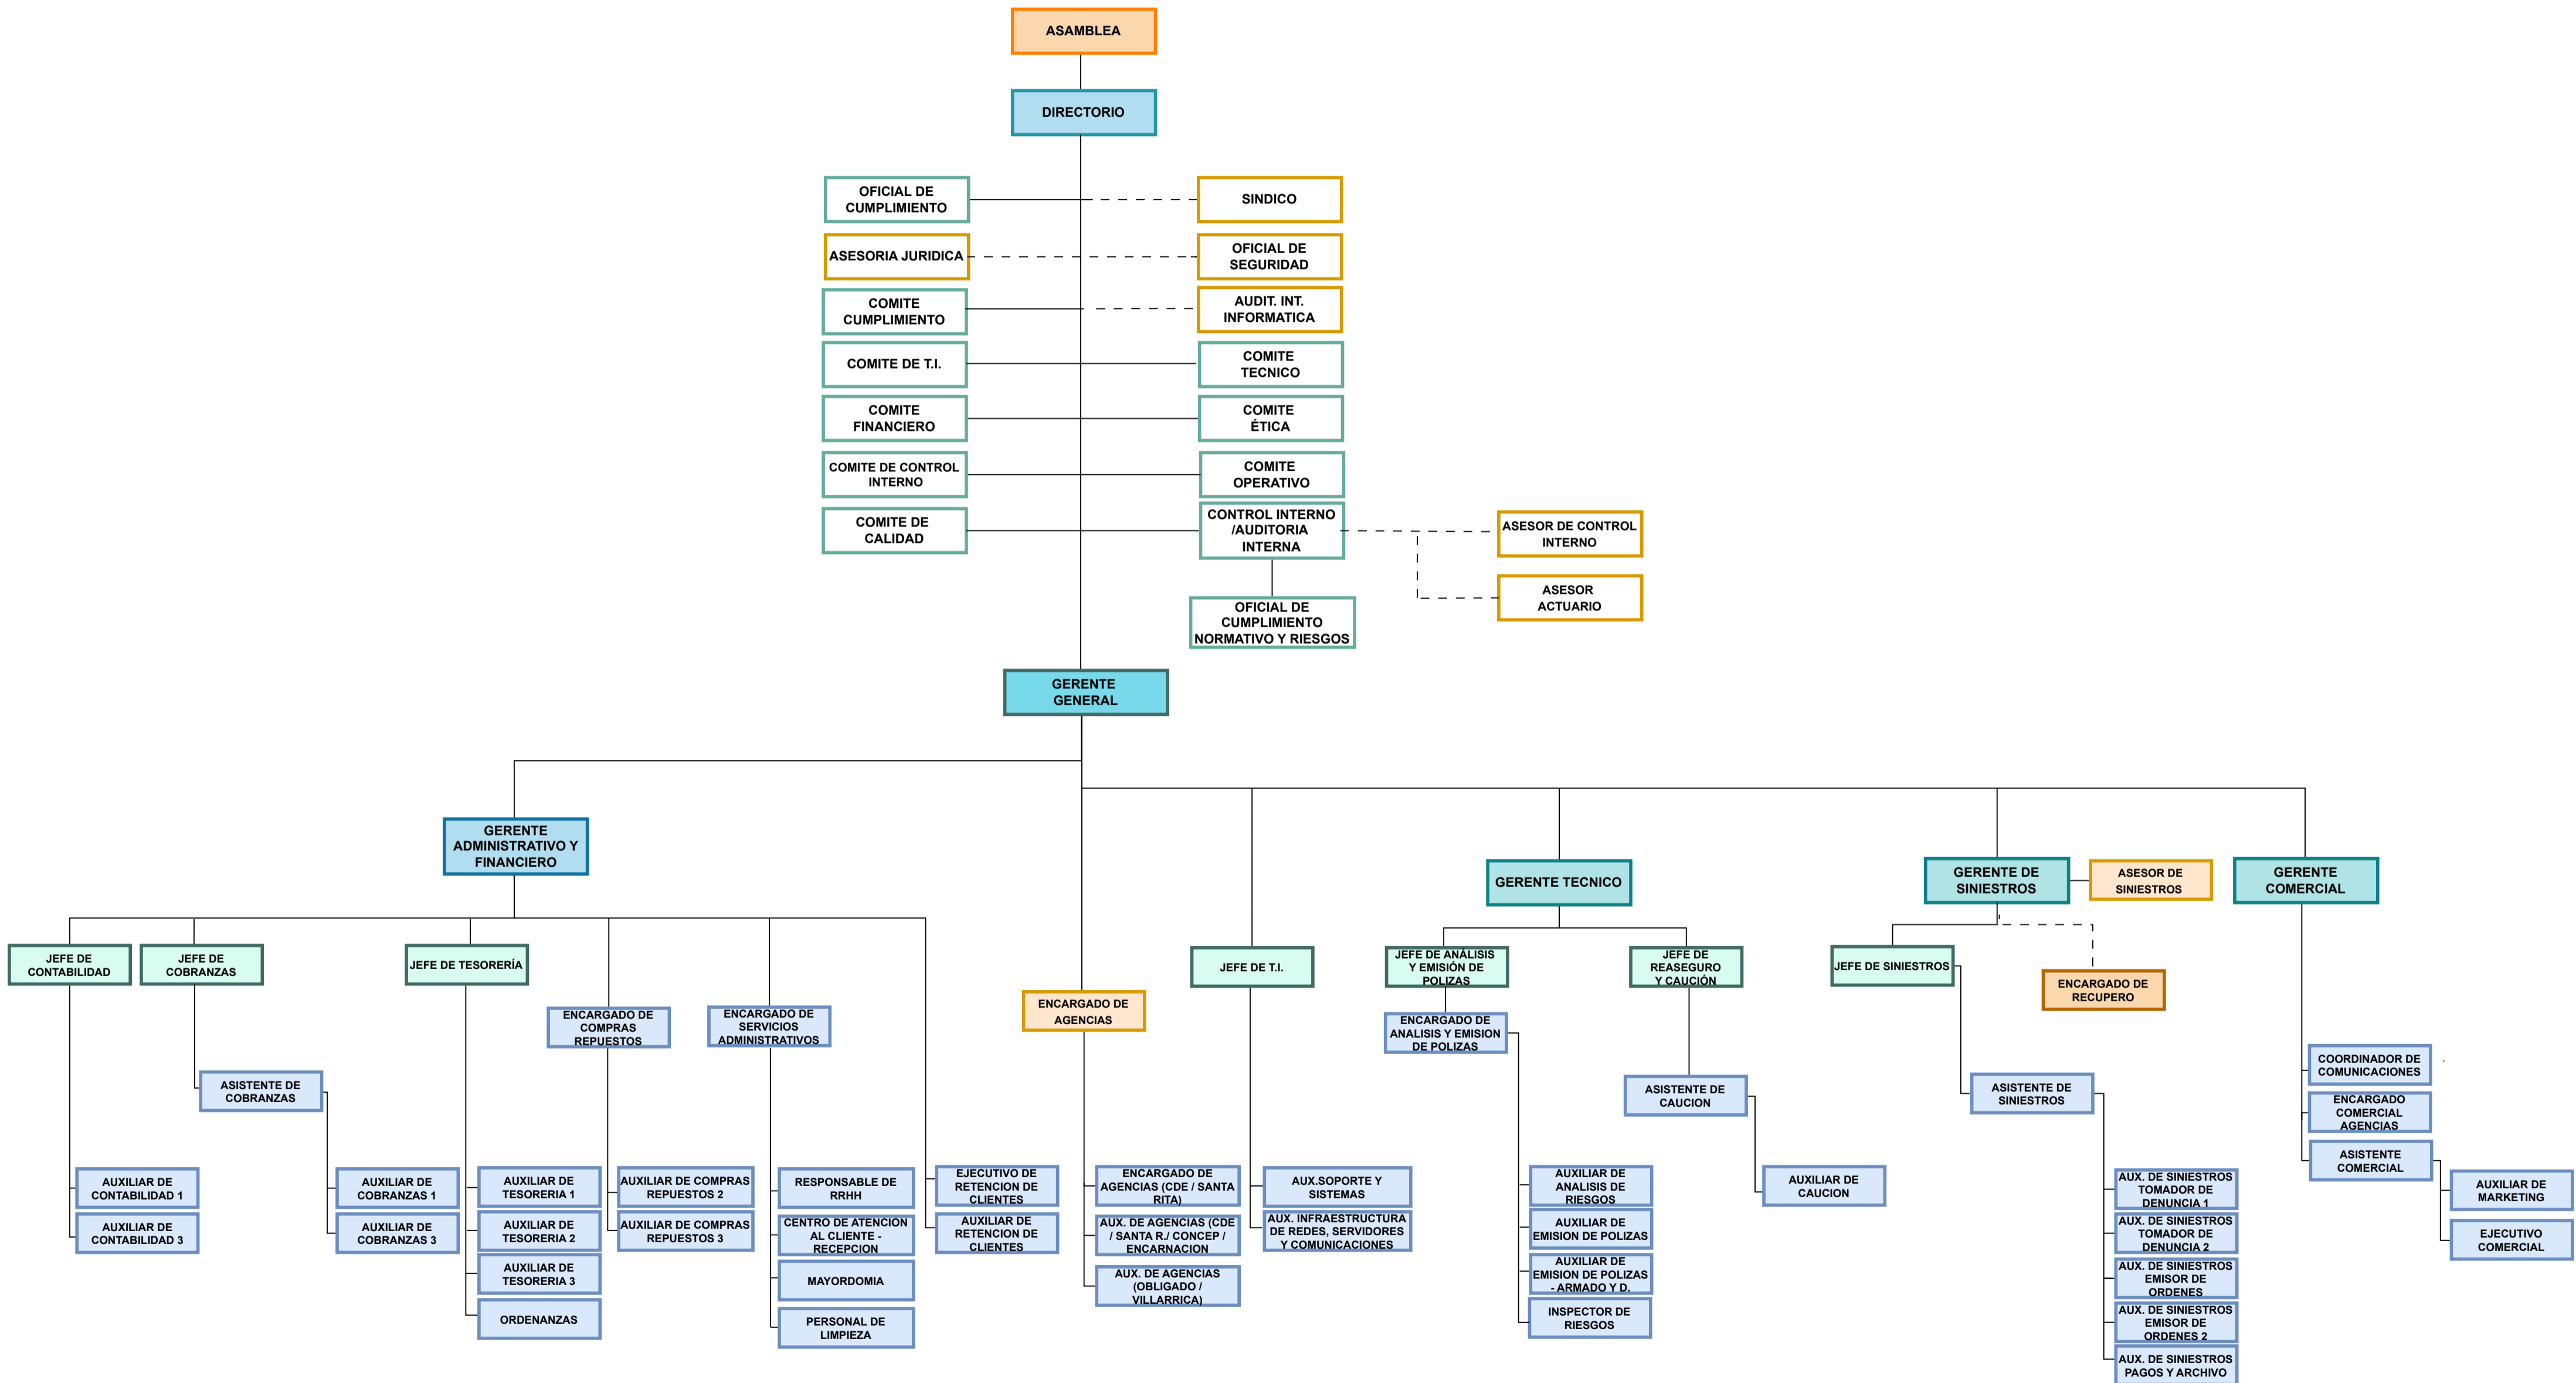 ASAMBLEA
DIRECTORIO
OFICIAL DE
CUMPLIMIENTO
SINDICO
ASESORIA JURIDICA
OFICIAL DE
SEGURIDAD
COMITE
CUMPLIMIENTO
AUDIT. INT.
INFORMATICA
COMITE DE T.I.
COMITE
TECNICO
COMITE
FINANCIERO
COMITE
ÉTICA
COMITE DE CONTROL
INTERNO
COMITE
OPERATIVO
COMITE DE
CALIDAD
CONTROL INTERNO
/AUDITORIA
INTERNA
ASESOR DE CONTROL
INTERNO
ASESOR
ACTUARIO
OFICIAL DE
CUMPLIMIENTO
NORMATIVO Y RIESGOS
GERENTE
GENERAL
GERENTE
ADMINISTRATIVO Y
FINANCIERO
GERENTE TECNICO
GERENTE DE
SINIESTROS
ASESOR DE
SINIESTROS
GERENTE
COMERCIAL
JEFE DE
CONTABILIDAD
JEFE DE
COBRANZAS
JEFE DE TESORERÍA
JEFE DE T.I.
JEFE DE ANÁLISIS
Y EMISIÓN DE
POLIZAS
JEFE DE
REASEGURO
Y CAUCIÓN
JEFE DE SINIESTROS
ENCARGADO DE
RECUPERO
ENCARGADO DE
COMPRAS
REPUESTOS
ENCARGADO DE
SERVICIOS
ADMINISTRATIVOS
ENCARGADO DE
AGENCIAS
ENCARGADO DE
ANALISIS Y EMISION
DE POLIZAS
COORDINADOR DE
COMUNICACIONES
ASISTENTE DE
COBRANZAS
ASISTENTE DE
CAUCION
ASISTENTE DE
SINIESTROS
ENCARGADO
COMERCIAL
AGENCIAS
ASISTENTE
COMERCIAL
AUXILIAR DE
CONTABILIDAD 1
AUXILIAR DE
COBRANZAS 1
AUXILIAR DE
TESORERIA 1
AUXILIAR DE COMPRAS
REPUESTOS 2
RESPONSABLE DE
RRHH
EJECUTIVO DE
RETENCION DE
CLIENTES
ENCARGADO DE
AGENCIAS (CDE / SANTA
RITA)
AUX.SOPORTE Y
SISTEMAS
AUXILIAR DE
ANALISIS DE
RIESGOS
AUXILIAR DE
CAUCION
AUX. DE SINIESTROS
TOMADOR DE
DENUNCIA 1
AUXILIAR DE
MARKETING
AUXILIAR DE
CONTABILIDAD 3
AUXILIAR DE
COBRANZAS 3
AUXILIAR DE
TESORERIA 2
AUXILIAR DE COMPRAS
REPUESTOS 3
CENTRO DE ATENCION
AL CLIENTE -
RECEPCION
AUXILIAR DE
RETENCION DE
CLIENTES
AUX. DE AGENCIAS (CDE
/ SANTA R./ CONCEP /
ENCARNACION
AUX. INFRAESTRUCTURA
DE REDES, SERVIDORES
Y COMUNICACIONES
AUXILIAR DE
EMISION DE POLIZAS
AUX. DE SINIESTROS
TOMADOR DE
DENUNCIA 2
EJECUTIVO
COMERCIAL
AUXILIAR DE
TESORERIA 3
MAYORDOMIA
AUX. DE AGENCIAS
(OBLIGADO /
VILLARRICA)
AUXILIAR DE
EMISION DE POLIZAS
- ARMADO Y D.
AUX. DE SINIESTROS
EMISOR DE
ORDENES
ORDENANZAS
PERSONAL DE
LIMPIEZA
INSPECTOR DE
RIESGOS
AUX. DE SINIESTROS
EMISOR DE
ORDENES 2
AUX. DE SINIESTROS
PAGOS Y ARCHIVO